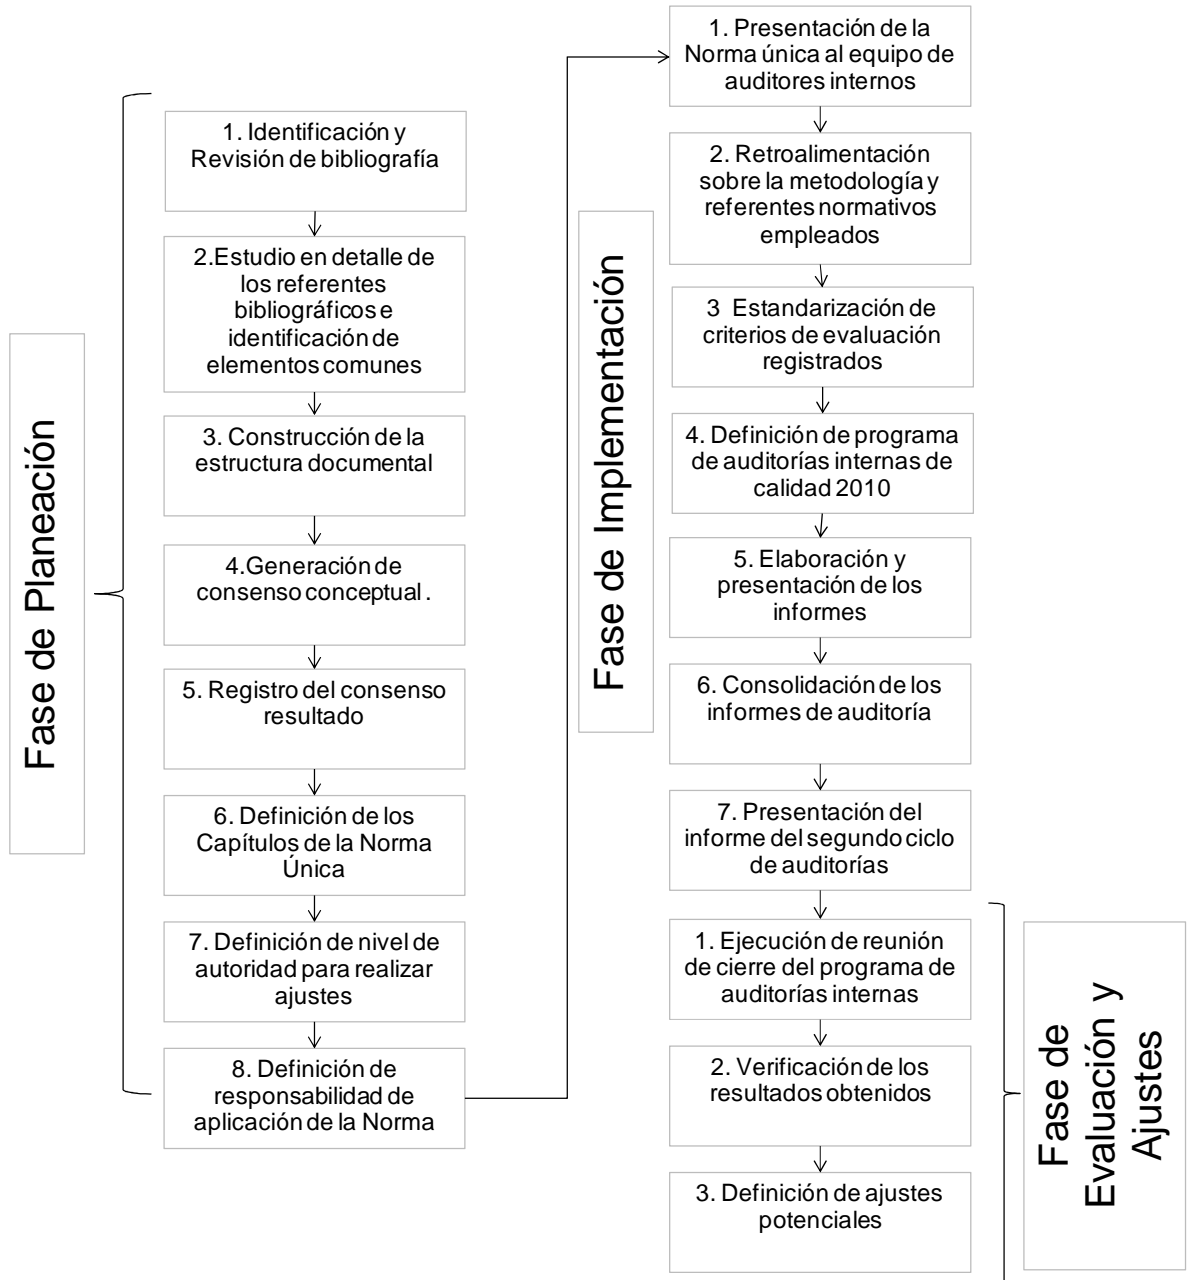 Fase de Planeación
1. Identificación y
Revisión de bibliografía
2.Estudio en detalle de
los referentes
bibliográficos e
identificación de
elementos comunes
3. Construcción de la
estructura documental
4.Generación de
consenso conceptual .
5. Registro del consenso
resultado
6. Definición de los
Capítulos de la Norma
Única
7. Definición de nivel de
autoridad para realizar
ajustes
8. Definición de
responsabilidad de
aplicación de la Norma
Fase de Implementación
1. Presentación de la
Norma única al equipo de
auditores internos
2. Retroalimentación
sobre la metodología y
referentes normativos
empleados
3 Estandarización de
criterios de evaluación
registrados
4. Definición de programa
de auditorías internas de
calidad 2010
5. Elaboración y
presentación de los
informes
6. Consolidación de los
informes de auditoría
7. Presentación del
informe del segundo ciclo
de auditorías
1. Ejecución de reunión
de cierre del programa de
auditorías internas
2. Verificación de los
resultados obtenidos
3. Definición de ajustes
potenciales
Fase de
Evaluación y
Ajustes